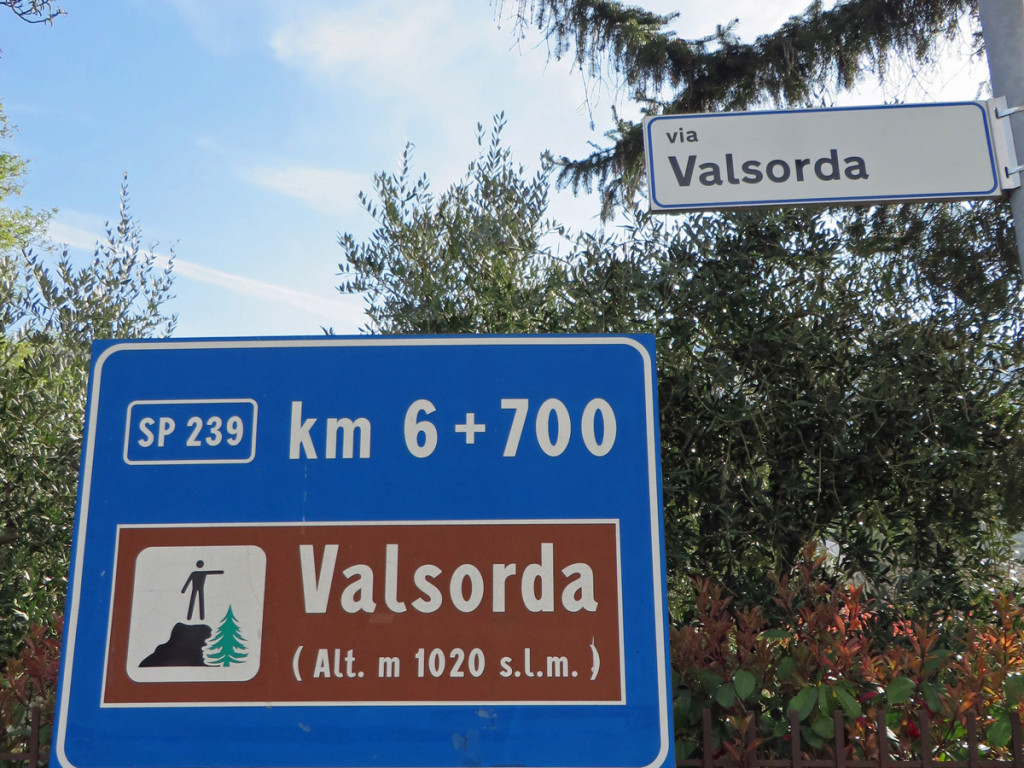 via
Valsorda
SP 239 km 6+700
Valsorda
(Alt. m 1020 s.l.m.)